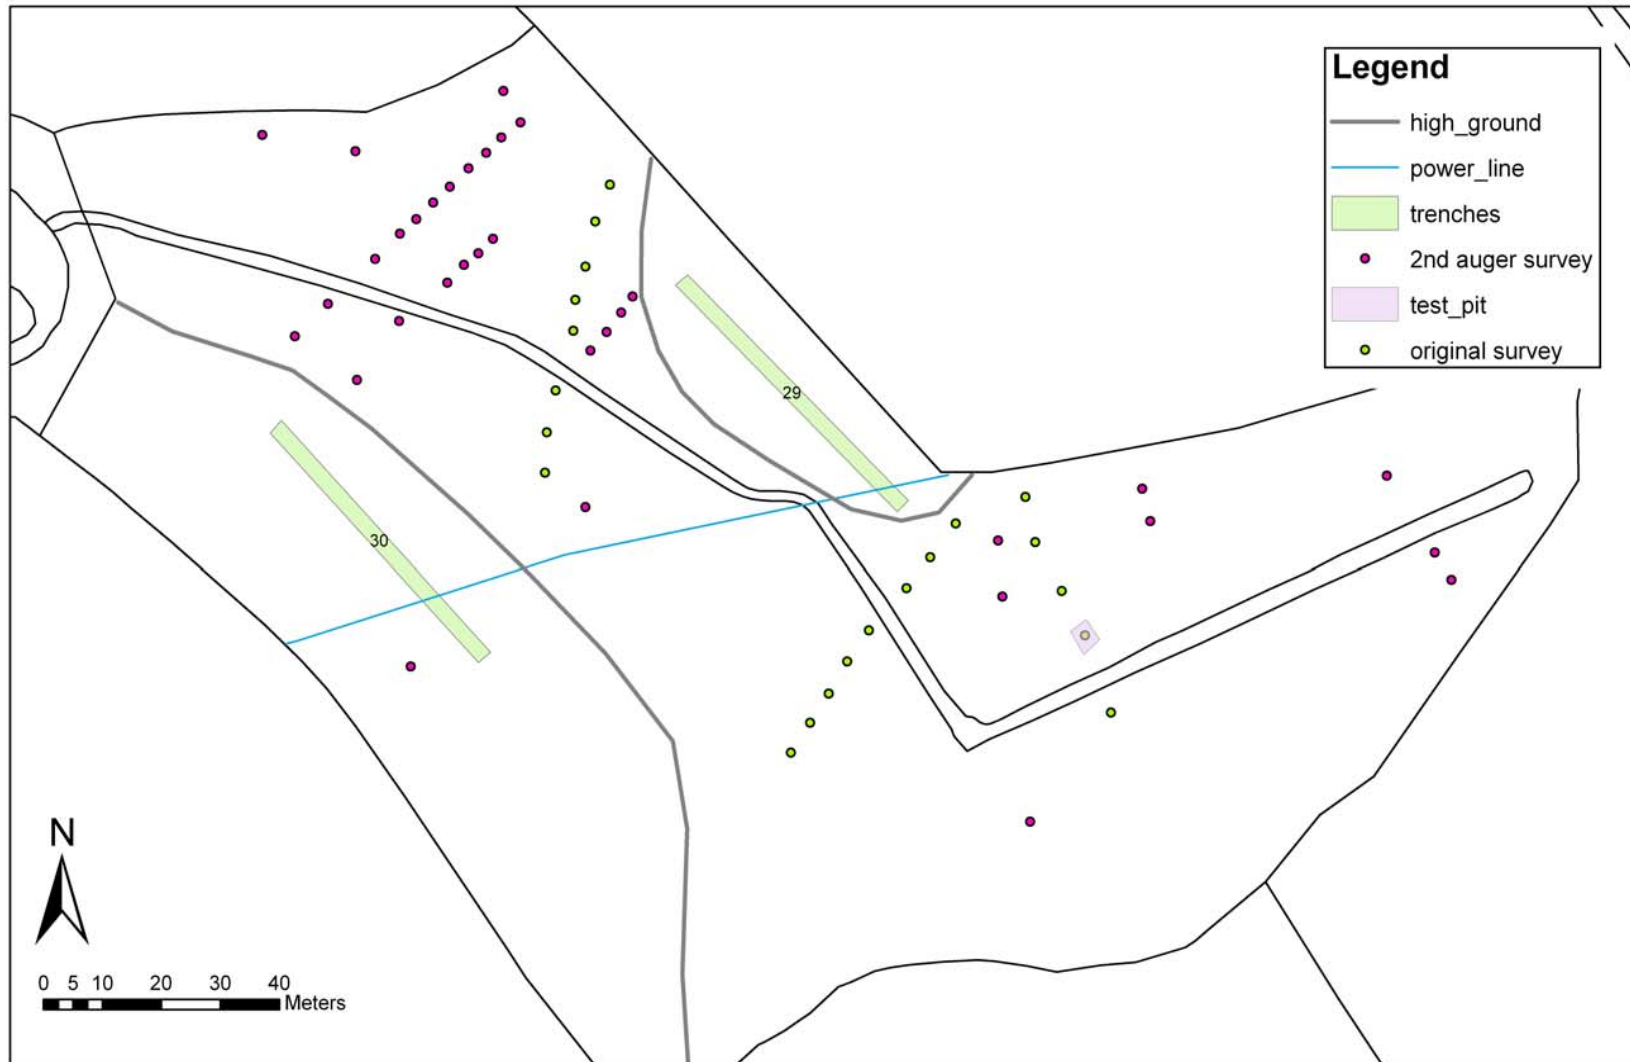 Legend
high_ground
power_line
trenches
2nd auger survey
test_pit
original survey
29
30
N
0 5 10 20 30 40
Meters